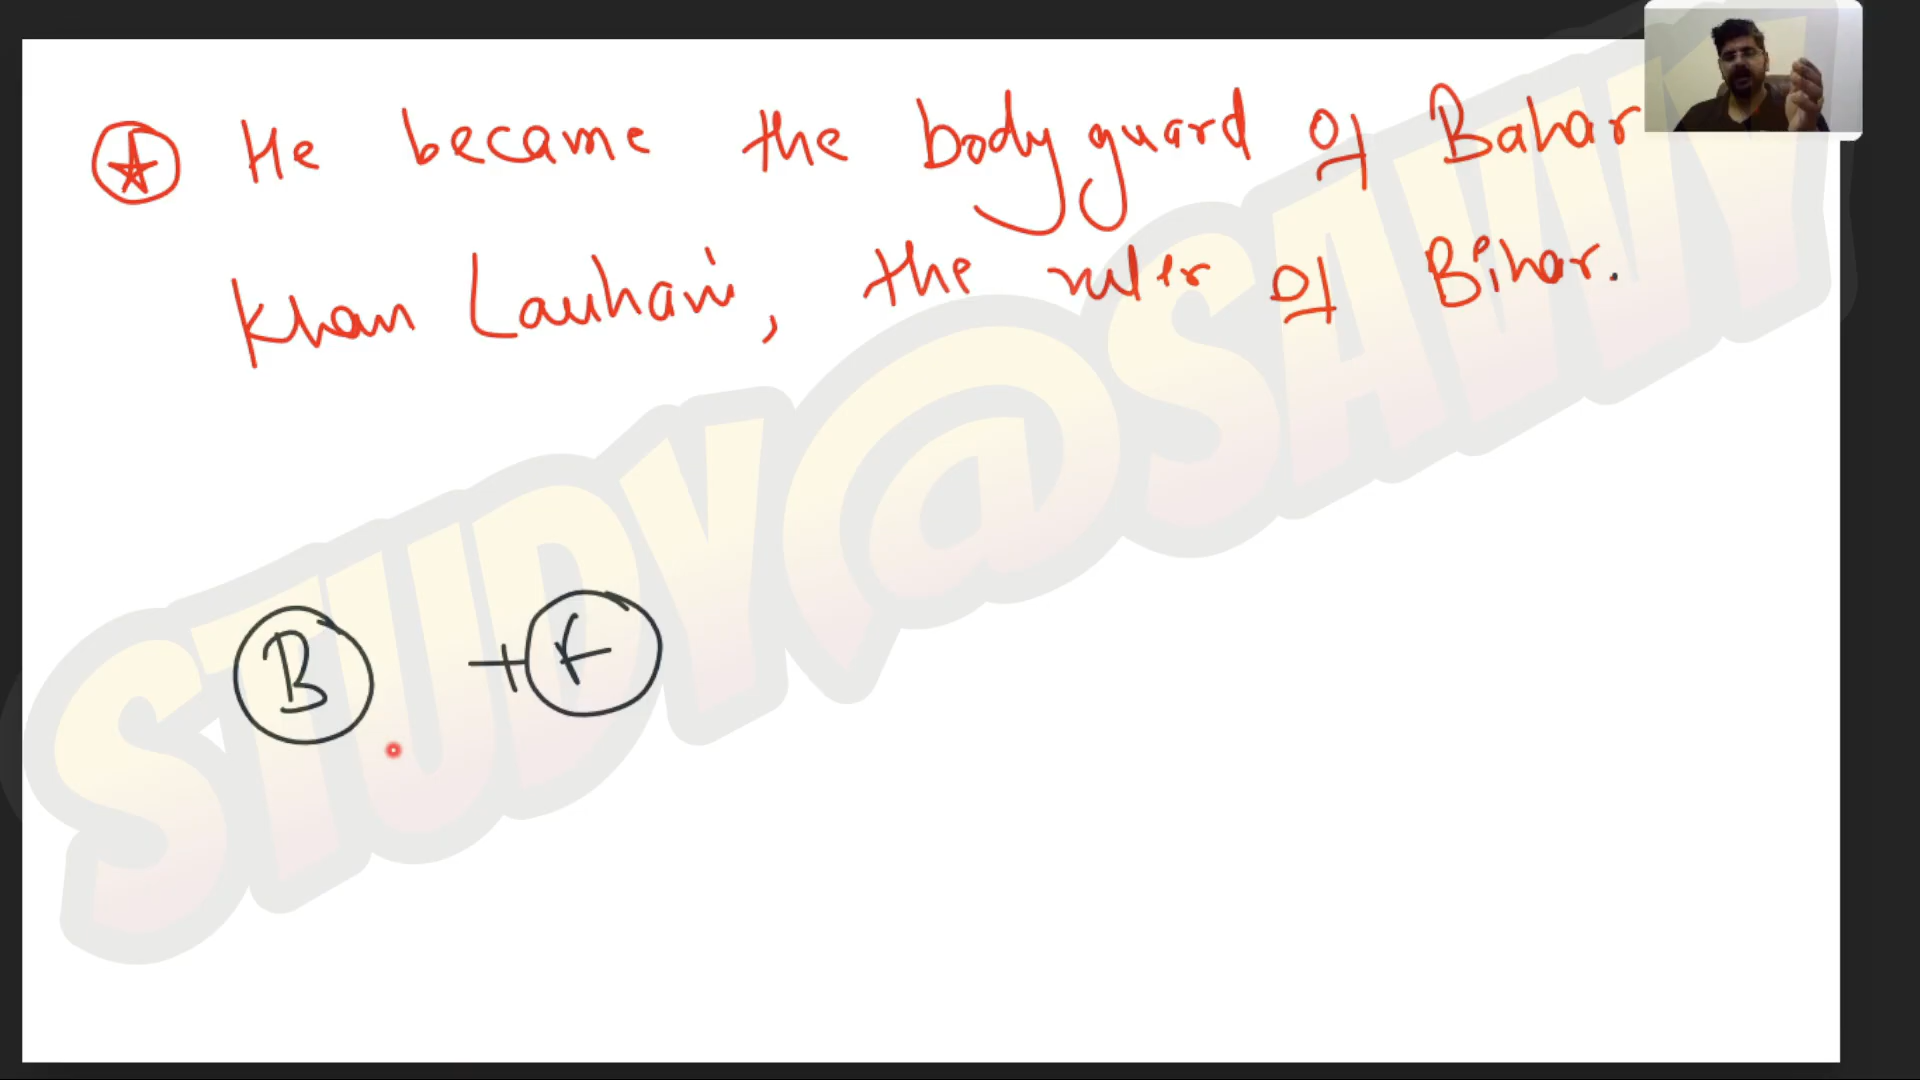 He became the bodyguard of Bahar
Khan Lauhani, the ruler of Bihar.
STUDY@SAVVY
B + K